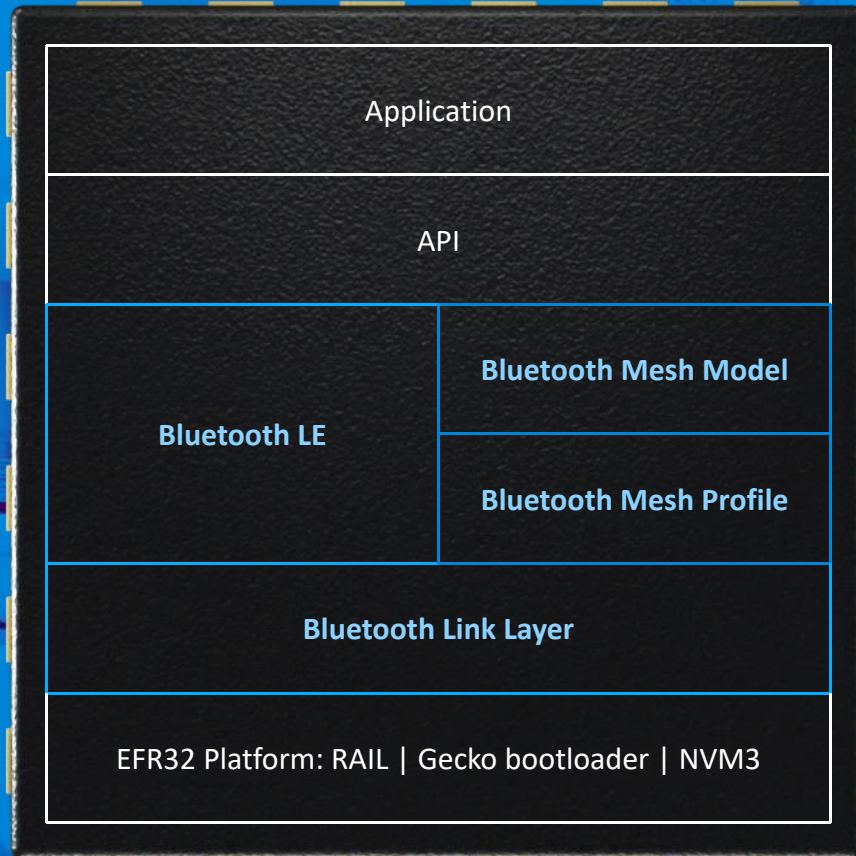 Application
API
Bluetooth LE
Bluetooth Mesh Model
Bluetooth Mesh Profile
Bluetooth Link Layer
EFR32 Platform: RAIL | Gecko bootloader | NVM3